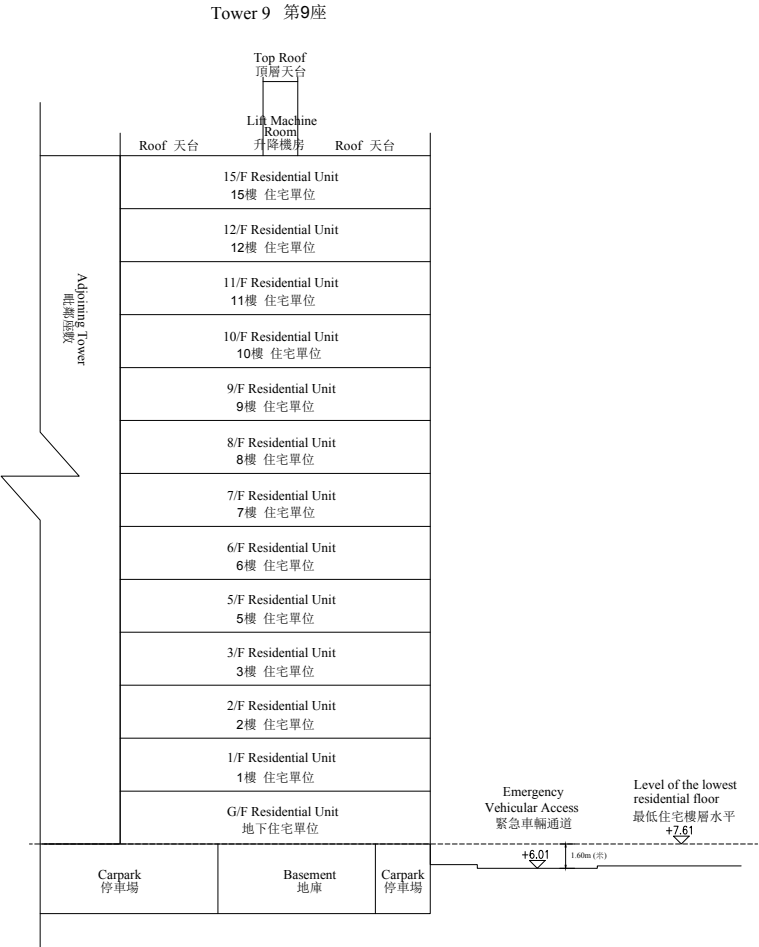 Tower 9 第9座
Top Roof
頂層天台
Lift Machine
Room
升降機房
Roof 天台
Roof 天台
15/F Residential Unit
15樓 住宅單位
12/F Residential Unit
12樓 住宅單位
11/F Residential Unit
11樓 住宅單位
10/F Residential Unit
10樓 住宅單位
9/F Residential Unit
9樓 住宅單位
8/F Residential Unit
8樓 住宅單位
7/F Residential Unit
7樓 住宅單位
6/F Residential Unit
6樓 住宅單位
5/F Residential Unit
5樓 住宅單位
3/F Residential Unit
3樓 住宅單位
2/F Residential Unit
2樓 住宅單位
1/F Residential Unit
1樓 住宅單位
G/F Residential Unit
地下住宅單位
Adjoining Tower
毗鄰座數
Emergency
Vehicular Access
緊急車輛通道
Level of the lowest
residential floor
最低住宅樓層水平
+7.61
+6.01
1.60m (米)
Carpark
停車場
Basement
地庫
Carpark
停車場